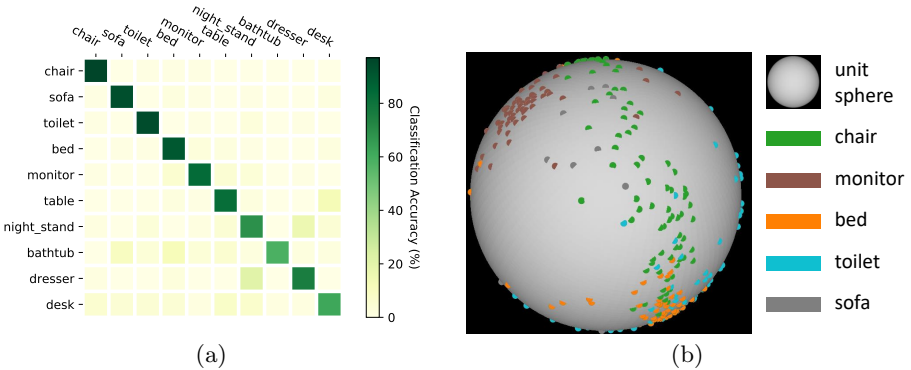 chair
sofa
toilet
bed
monitor
table
night_stand
bathtub
dresser
desk
chair
sofa
toilet
bed
monitor
table
night_stand
bathtub
dresser
desk
80
60
40
20
0
Classification Accuracy (%)
(a)
unit
sphere
chair
monitor
bed
toilet
sofa
(b)